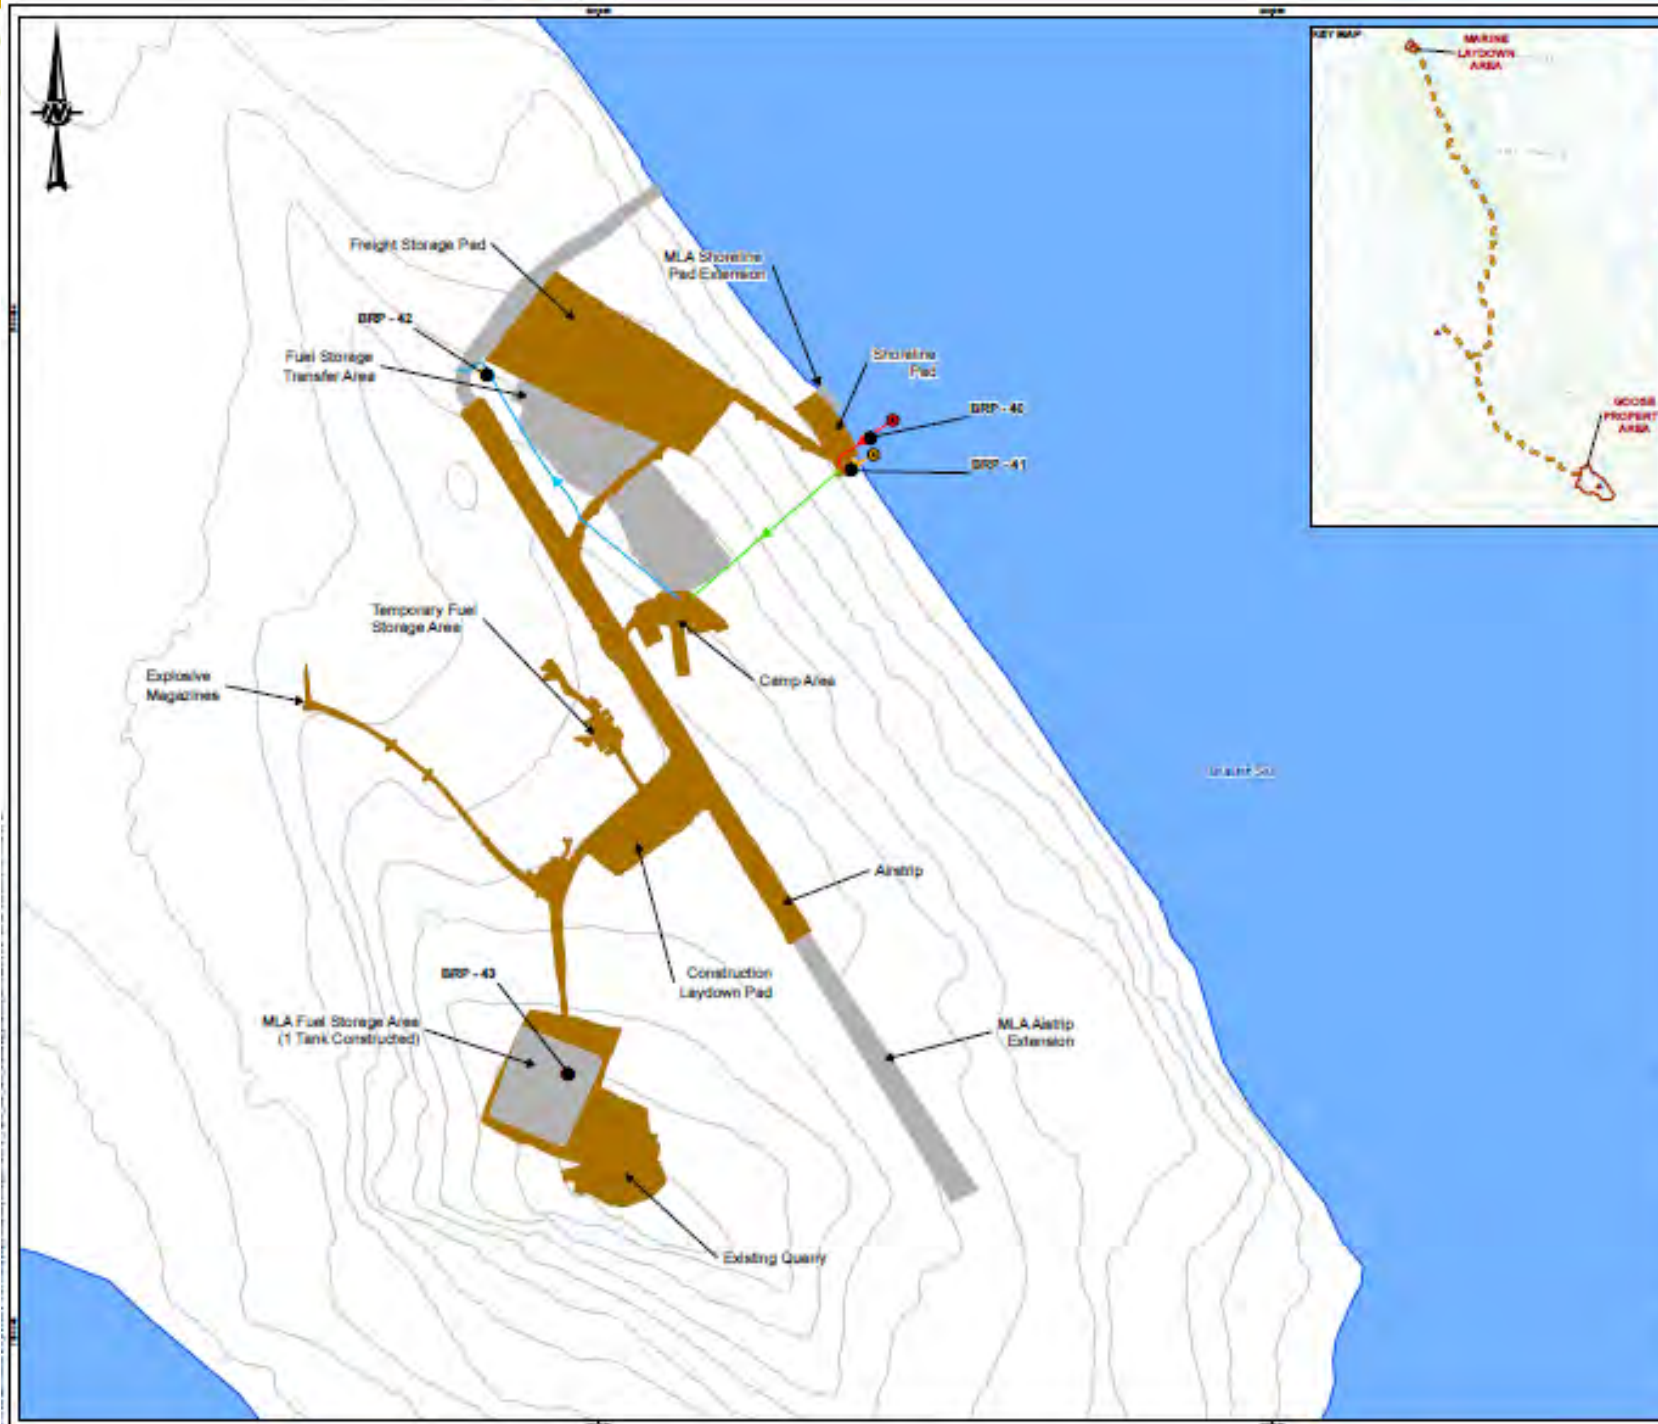 N
KEY MAP
MARINE
LAYDOWN
AREA
GOOSE
PROPERT
AREA
Freight Storage Pad
MLA Shoreline
Pad Extension
BRP - 42
Fuel Storage
Transfer Area
Shoreline
Pad
BRP - 40
BRP - 41
Temporary Fuel
Storage Area
Explosive
Magazines
Camp Area
Airstrip
BRP - 43
Construction
Laydown Pad
MLA Fuel Storage Area
(1 Tank Constructed)
MLA Airstrip
Extension
Existing Quarry